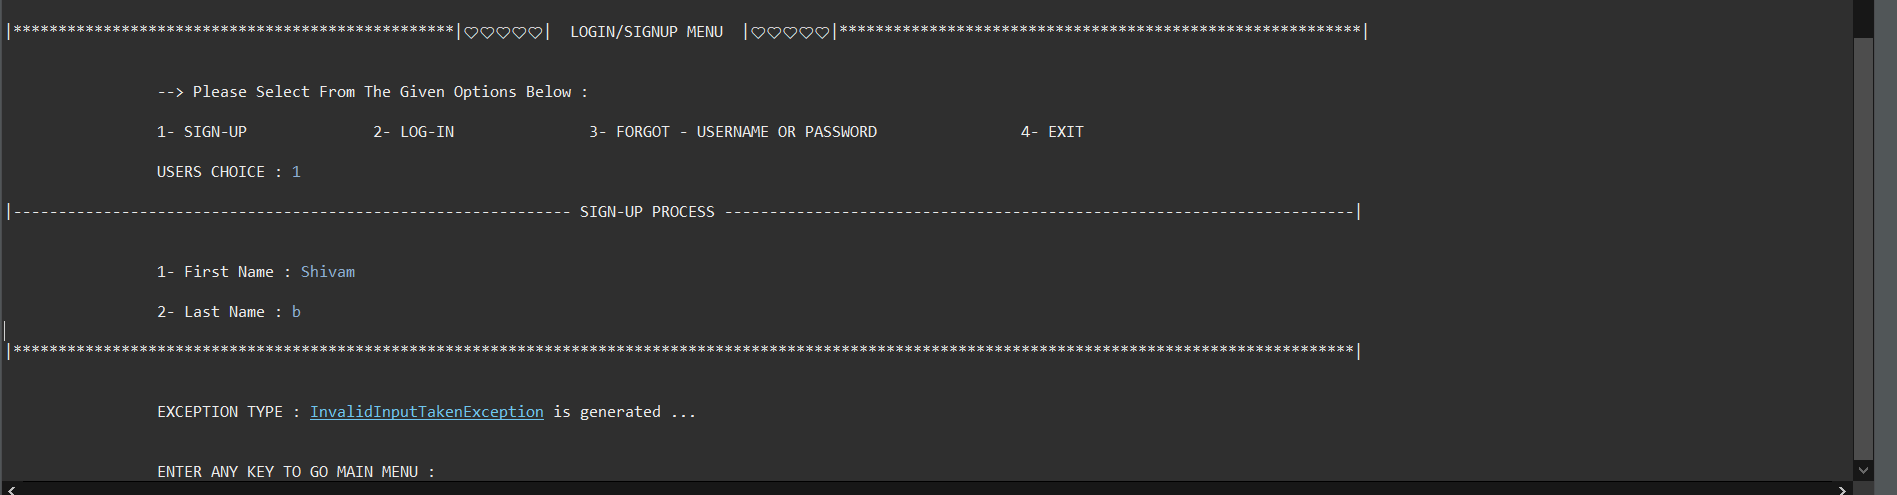 |*************************************************|♡♡♡♡♡|  LOGIN/SIGNUP MENU  |♡♡♡♡♡|**********************************************************|
--> Please Select From The Given Options Below :
1- SIGN-UP              2- LOG-IN               3- FORGOT - USERNAME OR PASSWORD                4- EXIT
USERS CHOICE : 1
|-------------------------------------------------------------- SIGN-UP PROCESS ----------------------------------------------------------------------|
1- First Name : Shivam
2- Last Name : b
|*****************************************************************************************************************************************************|
EXCEPTION TYPE : InvalidInputTakenException is generated ...
ENTER ANY KEY TO GO MAIN MENU :